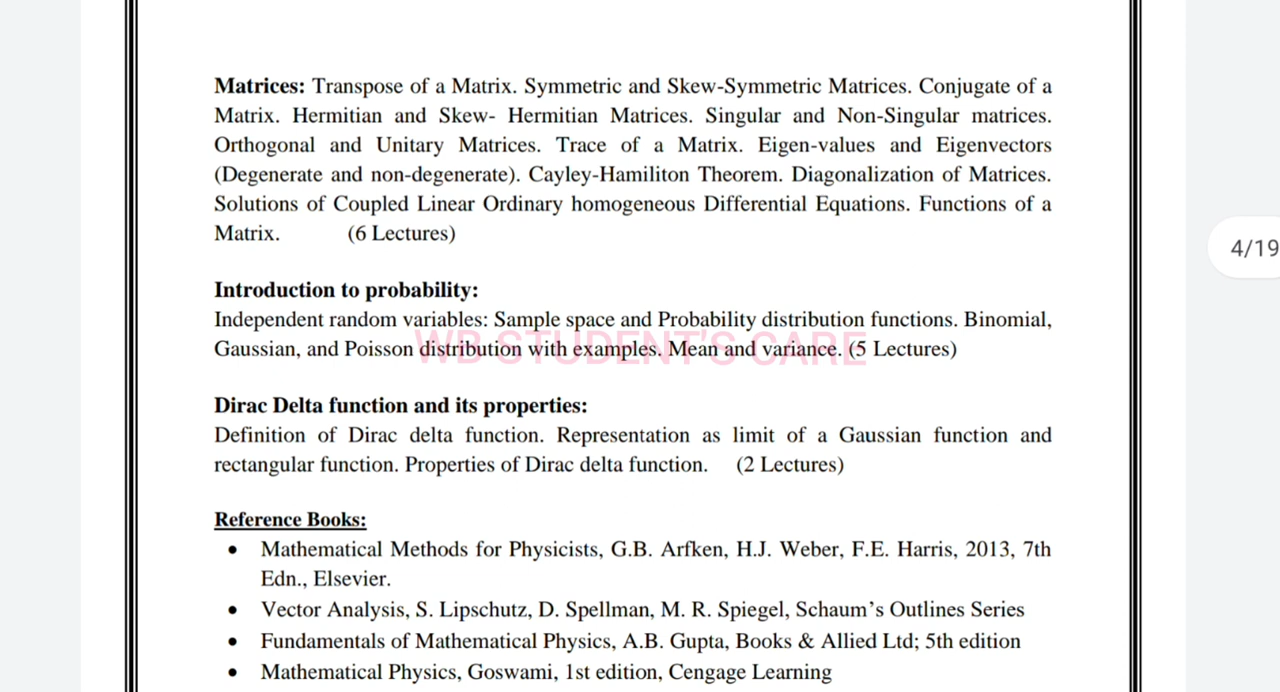 Matrices: Transpose of a Matrix. Symmetric and Skew-Symmetric Matrices. Conjugate of a
Matrix. Hermitian and Skew- Hermitian Matrices. Singular and Non-Singular matrices.
Orthogonal and Unitary Matrices. Trace of a Matrix. Eigen-values and Eigenvectors
(Degenerate and non-degenerate). Cayley-Hamiliton Theorem. Diagonalization of Matrices.
Solutions of Coupled Linear Ordinary homogeneous Differential Equations. Functions of a
Matrix. (6 Lectures)
4/19
Introduction to probability:
Independent random variables: Sample space and Probability distribution functions. Binomial,
Gaussian, and Poisson distribution with examples. Mean and variance. (5 Lectures)
WB STUDENT'S CARE
Dirac Delta function and its properties:
Definition of Dirac delta function. Representation as limit of a Gaussian function and
rectangular function. Properties of Dirac delta function. (2 Lectures)
Reference Books:
• Mathematical Methods for Physicists, G.B. Arfken, H.J. Weber, F.E. Harris, 2013, 7th
Edn., Elsevier.
• Vector Analysis, S. Lipschutz, D. Spellman, M. R. Spiegel, Schaum’s Outlines Series
• Fundamentals of Mathematical Physics, A.B. Gupta, Books & Allied Ltd; 5th edition
• Mathematical Physics, Goswami, 1st edition, Cengage Learning